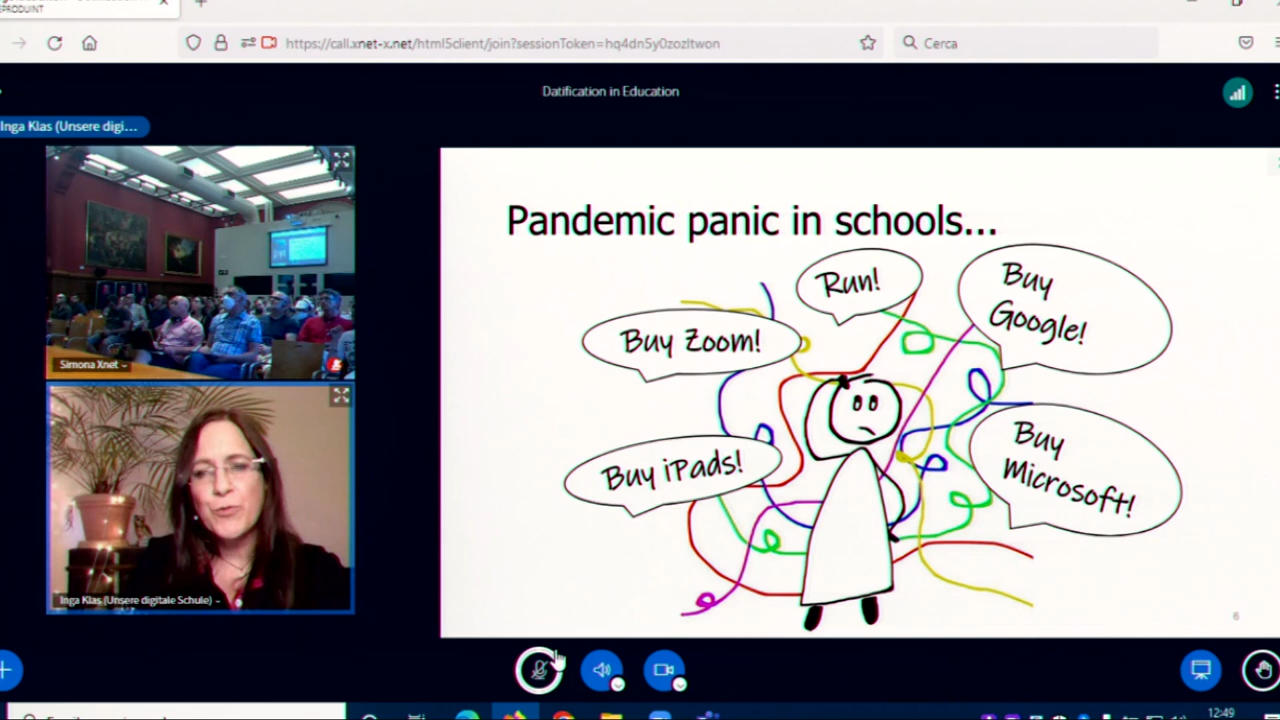 PRODUINT
https://call.xnet-x.net/html5client/join?sessionToken=hq4dn5y0zozltwon
Cerca
Datification in Education
Inga Klas (Unsere digi...
Simona Xnet
Inga Klas (Unsere digitale Schule)
Pandemic panic in schools...
Run!
Buy
Google!
Buy Zoom!
Buy iPads!
Buy
Microsoft!
6
12:49